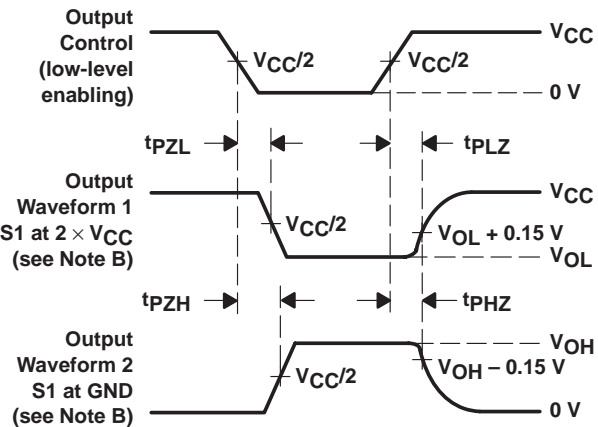 Output
Control
(low-level
enabling)
VCC
VCC/2
VCC/2
0 V
tPZL
tPLZ
Output
Waveform 1
S1 at 2 × VCC
(see Note B)
VCC
VCC/2
VOL + 0.15 V
VOL
tPZH
tPHZ
Output
Waveform 2
S1 at GND
(see Note B)
VOH
VCC/2
VOH – 0.15 V
0 V